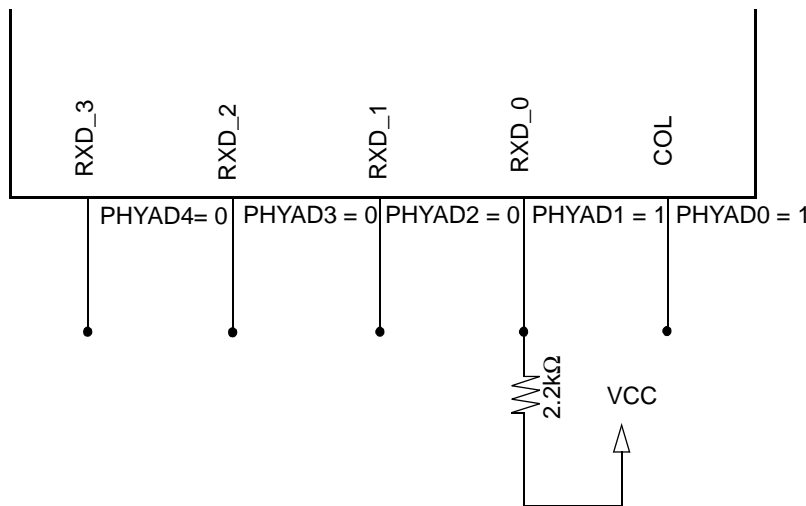 RXD_3
RXD_2
RXD_1
RXD_0
COL
PHYAD4= 0
PHYAD3 = 0
PHYAD2 = 0
PHYAD1 = 1
PHYAD0 = 1
2.2kΩ
VCC